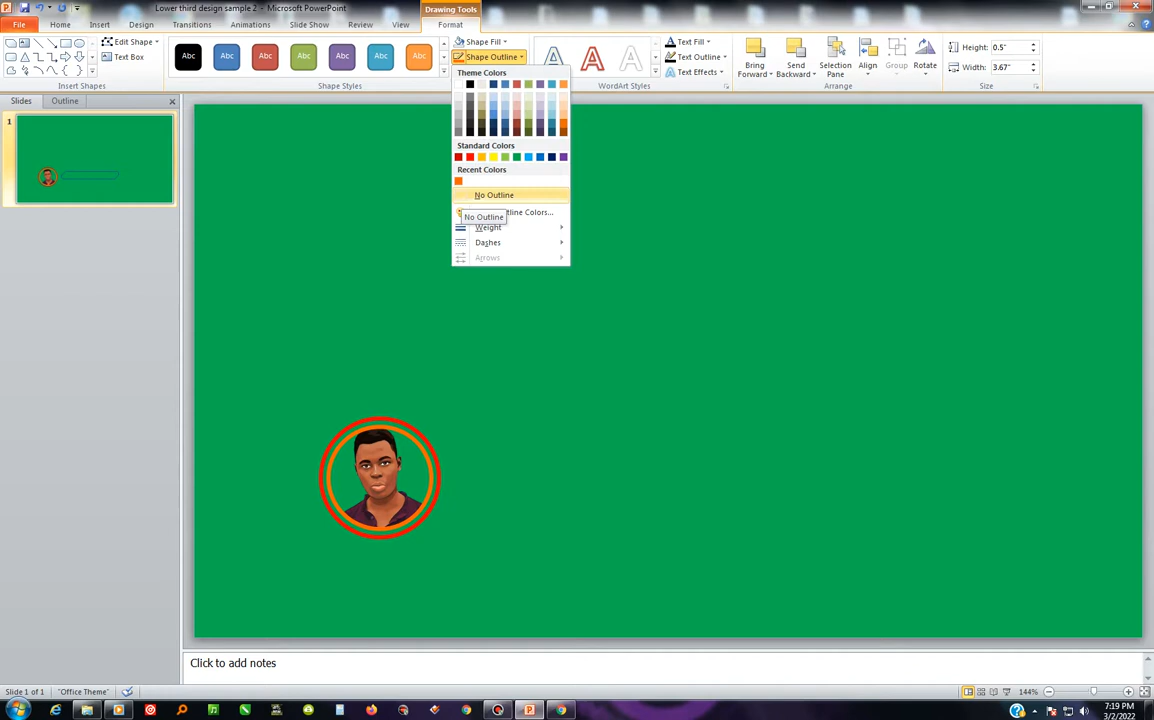 Lower third design sample 2 - Microsoft PowerPoint
Drawing Tools
File
Home
Insert
Design
Transitions
Animations
Slide Show
Review
View
Format
Edit Shape
Text Box
Insert Shapes
Abc
Abc
Abc
Abc
Abc
Abc
Abc
Shape Styles
Shape Fill
Shape Outline
A
A
A
Text Fill
Text Outline
Text Effects
WordArt Styles
Bring Forward
Send Backward
Selection Pane
Align
Group
Rotate
Arrange
Height:
0.5"
Width:
3.67"
Size
Theme Colors
Standard Colors
Recent Colors
No Outline
tline Colors...
No Outline
Weight
Dashes
Arrows
Slides
Outline
1
Click to add notes
Slide 1 of 1
"Office Theme"
144%
7:19 PM
3/2/2022